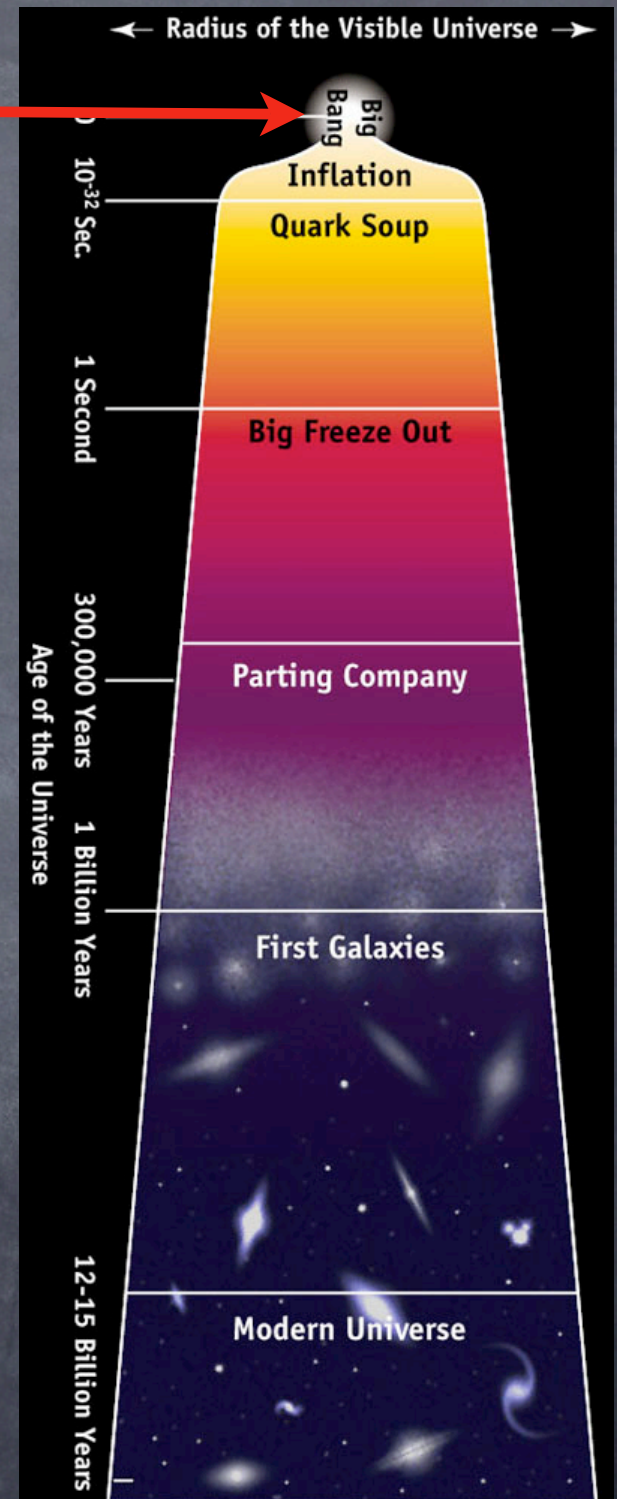 Radius of the Visible Universe
Big
Bang
0
Inflation
10-32 Sec.
Quark Soup
1 Second
Big Freeze Out
300,000 Years
Parting Company
Age of the Universe
1 Billion Years
First Galaxies
12-15 Billion Years
Modern Universe